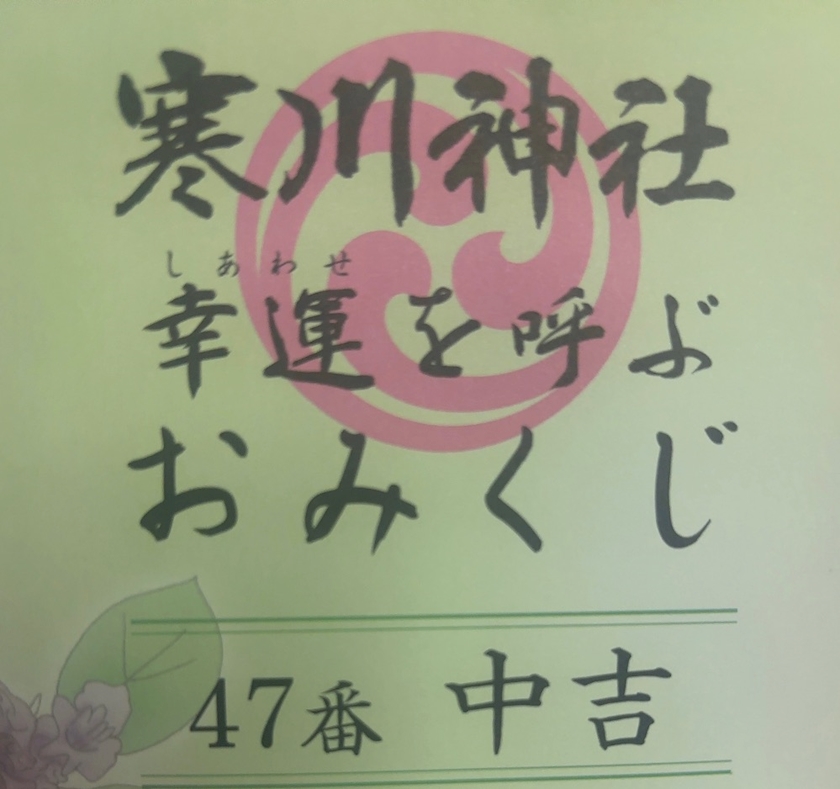 寒川神社
しあわせ
幸運を呼ぶ
おみくじ
47番 中吉